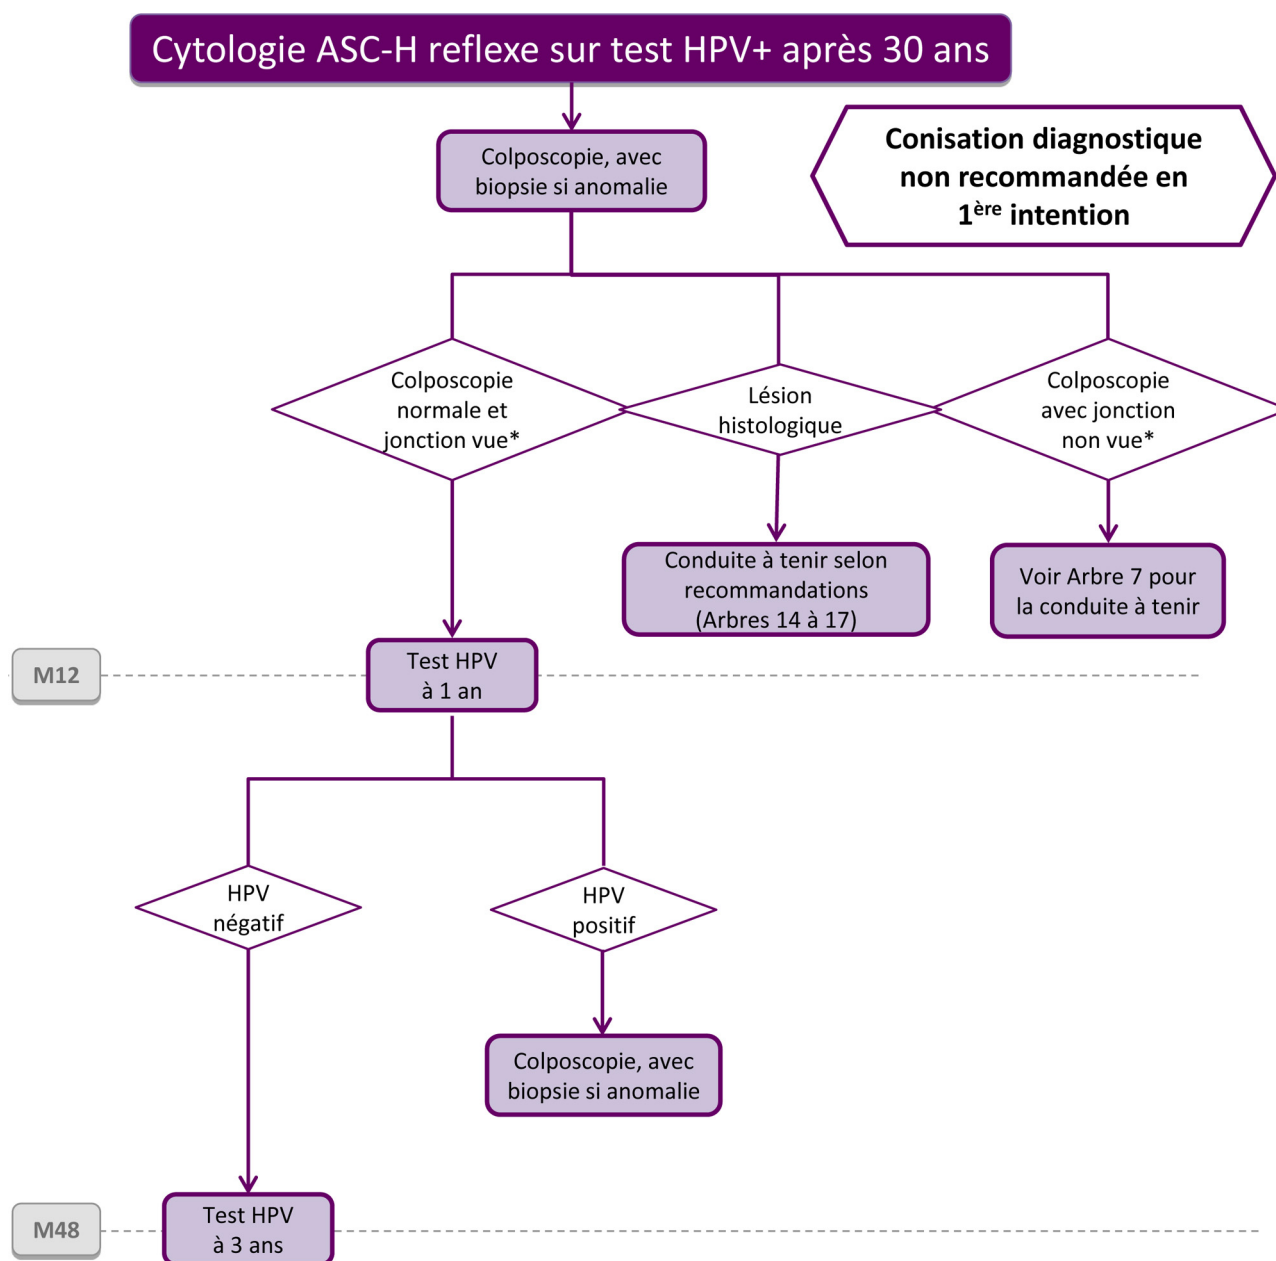 Cytologie ASC-H reflexe sur test HPV+ après 30 ans
Colposcopie, avec
biopsie si anomalie
Conisation diagnostique
non recommandée en
1ère intention
Colposcopie
normale et
jonction vue*
Lésion
histologique
Colposcopie
avec jonction
non vue*
Conduite à tenir selon
recommandations
(Arbres 14 à 17)
Voir Arbre 7 pour
la conduite à tenir
M12
Test HPV
à 1 an
HPV
négatif
HPV
positif
Colposcopie, avec
biopsie si anomalie
M48
Test HPV
à 3 ans